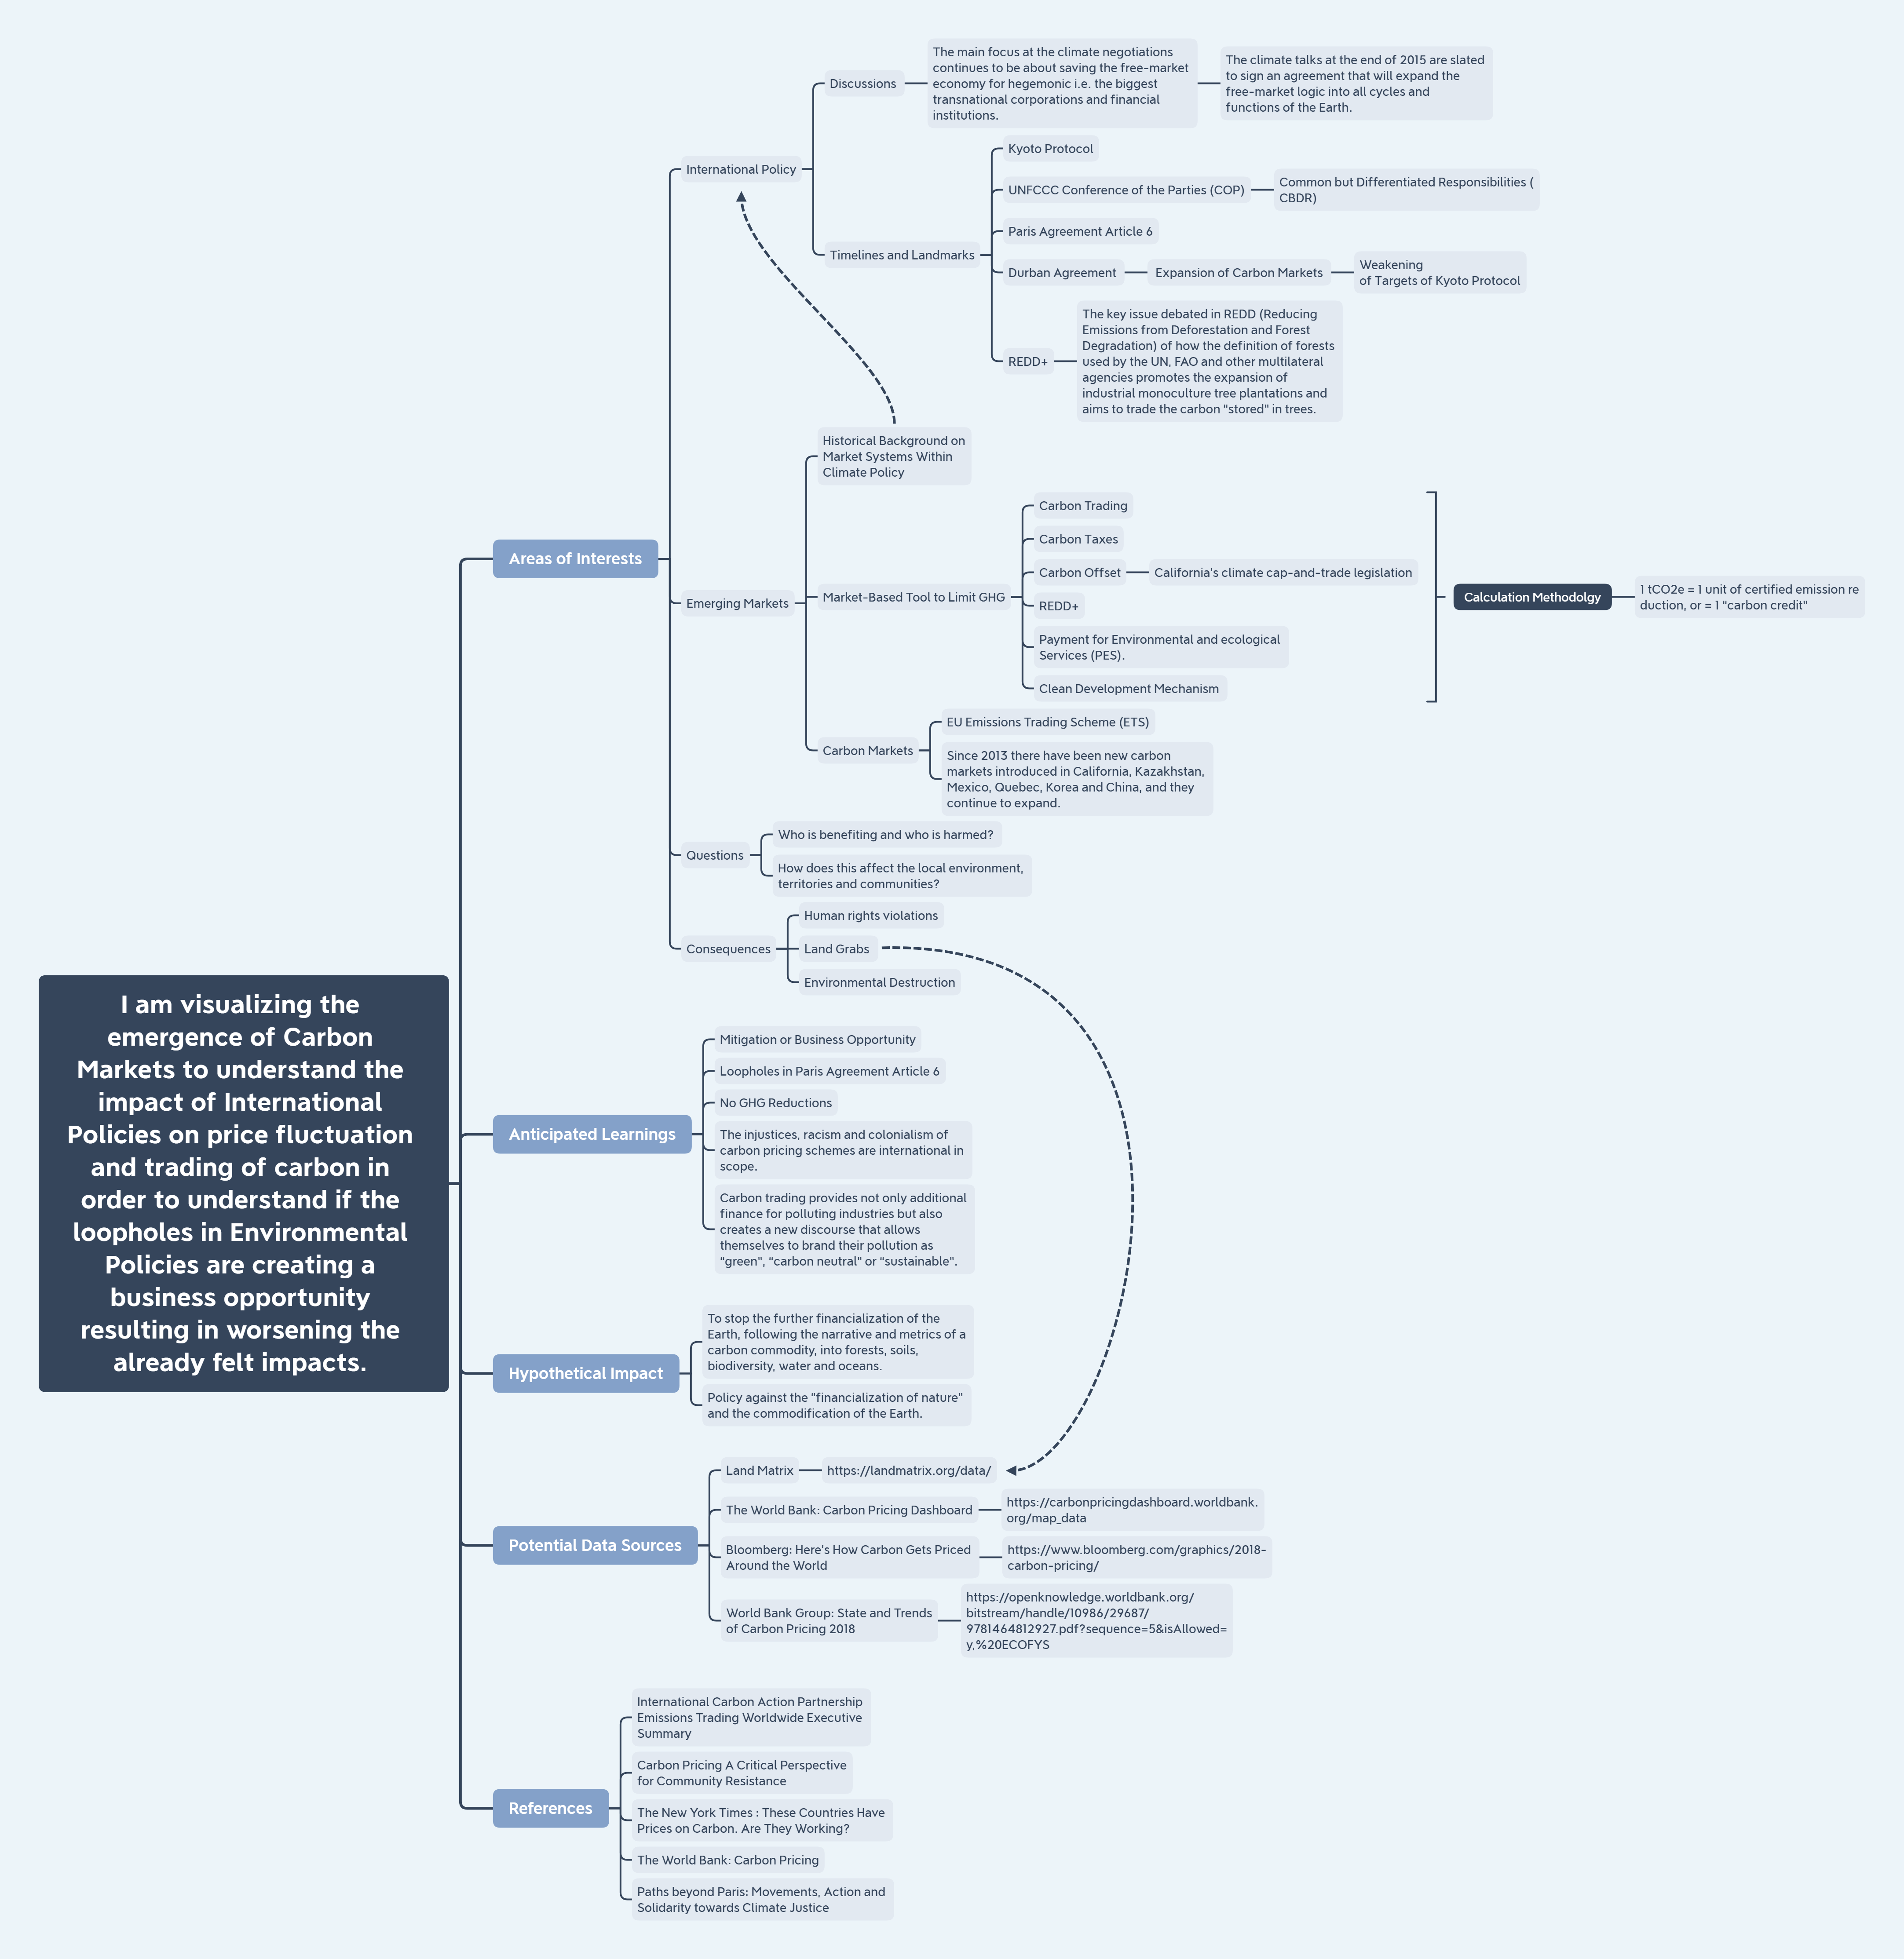 I am visualizing the
emergence of Carbon
Markets to understand the
impact of International
Policies on price fluctuation
and trading of carbon in
order to understand if the
loopholes in Environmental
Policies are creating a
business opportunity
resulting in worsening the
already felt impacts.
Areas of Interests
International Policy
Discussions
The main focus at the climate negotiations
continues to be about saving the free-market
economy for hegemonic i.e. the biggest
transnational corporations and financial
institutions.
The climate talks at the end of 2015 are slated
to sign an agreement that will expand the
free-market logic into all cycles and
functions of the Earth.
Timelines and Landmarks
Kyoto Protocol
UNFCCC Conference of the Parties (COP)
Common but Differentiated Responsibilities (
CBDR)
Paris Agreement Article 6
Durban Agreement
Expansion of Carbon Markets
Weakening
of Targets of Kyoto Protocol
REDD+
The key issue debated in REDD (Reducing
Emissions from Deforestation and Forest
Degradation) of how the definition of forests
used by the UN, FAO and other multilateral
agencies promotes the expansion of
industrial monoculture tree plantations and
aims to trade the carbon "stored" in trees.
Emerging Markets
Historical Background on
Market Systems Within
Climate Policy
Market-Based Tool to Limit GHG
Carbon Trading
Carbon Taxes
Carbon Offset
California's climate cap-and-trade legislation
REDD+
Payment for Environmental and ecological
Services (PES).
Clean Development Mechanism
Calculation Methodolgy
1 tCO2e = 1 unit of certified emission re
duction, or = 1 "carbon credit"
Carbon Markets
EU Emissions Trading Scheme (ETS)
Since 2013 there have been new carbon
markets introduced in California, Kazakhstan,
Mexico, Quebec, Korea and China, and they
continue to expand.
Questions
Who is benefiting and who is harmed?
How does this affect the local environment,
territories and communities?
Consequences
Human rights violations
Land Grabs
Environmental Destruction
Anticipated Learnings
Mitigation or Business Opportunity
Loopholes in Paris Agreement Article 6
No GHG Reductions
The injustices, racism and colonialism of
carbon pricing schemes are international in
scope.
Carbon trading provides not only additional
finance for polluting industries but also
creates a new discourse that allows
themselves to brand their pollution as
"green", "carbon neutral" or "sustainable".
Hypothetical Impact
To stop the further financialization of the
Earth, following the narrative and metrics of a
carbon commodity, into forests, soils,
biodiversity, water and oceans.
Policy against the "financialization of nature"
and the commodification of the Earth.
Potential Data Sources
Land Matrix
https://landmatrix.org/data/
The World Bank: Carbon Pricing Dashboard
https://carbonpricingdashboard.worldbank.
org/map_data
Bloomberg: Here's How Carbon Gets Priced
Around the World
https://www.bloomberg.com/graphics/2018-
carbon-pricing/
World Bank Group: State and Trends
of Carbon Pricing 2018
https://openknowledge.worldbank.org/
bitstream/handle/10986/29687/
9781464812927.pdf?sequence=5&isAllowed=
y,%20ECOFYS
References
International Carbon Action Partnership
Emissions Trading Worldwide Executive
Summary
Carbon Pricing A Critical Perspective
for Community Resistance
The New York Times : These Countries Have
Prices on Carbon. Are They Working?
The World Bank: Carbon Pricing
Paths beyond Paris: Movements, Action and
Solidarity towards Climate Justice